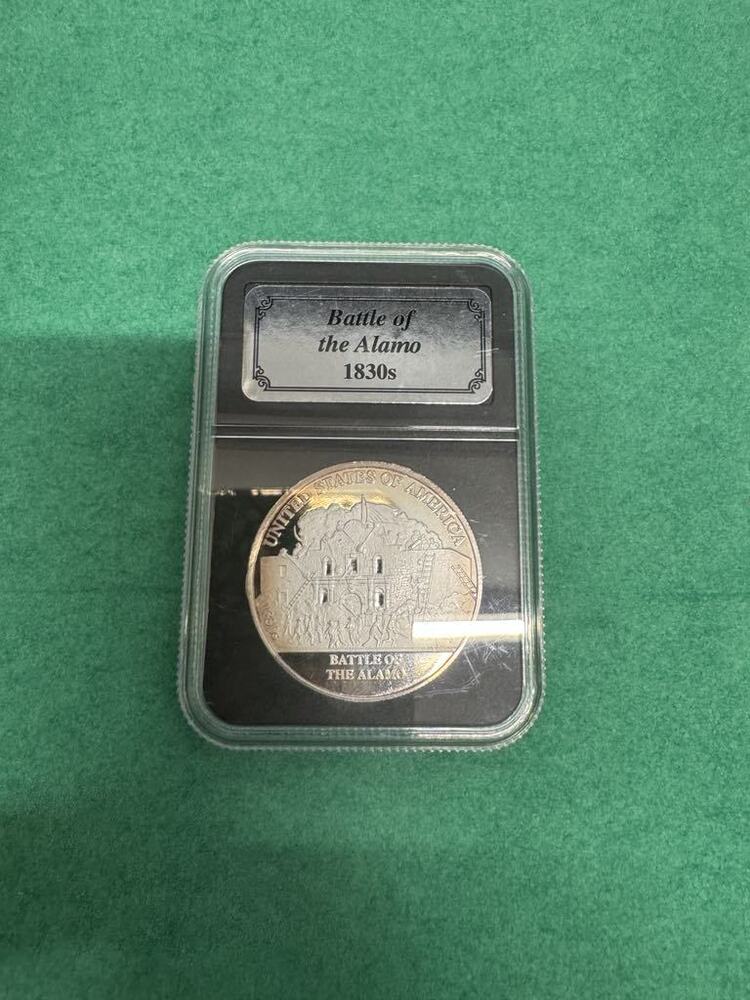 Battle of
the Alamo
1830s
UNITED STATES OF AMERICA
BATTLE OF
THE ALAMO